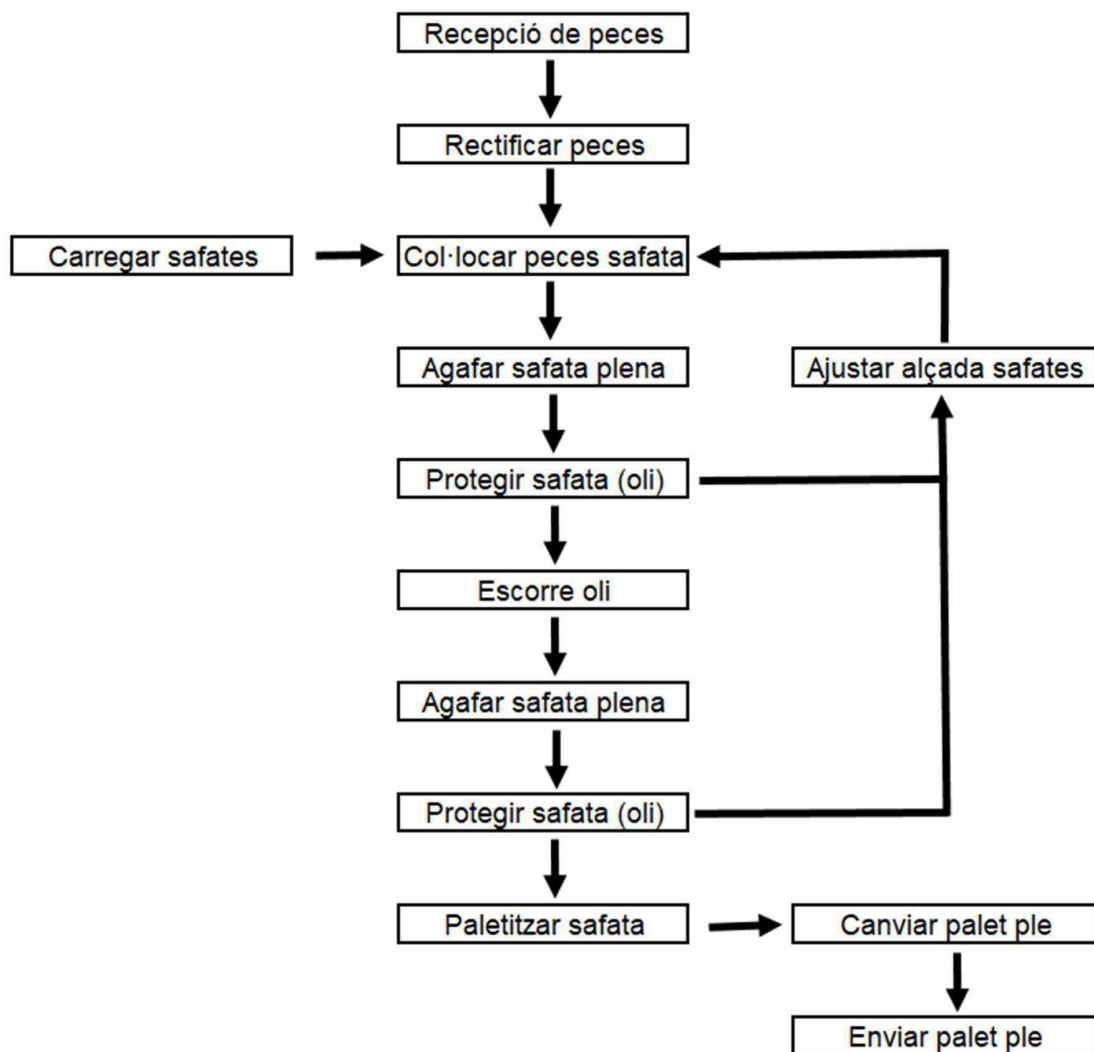 Recepció de peces
Rectificar peces
Carregar safates
Col·locar peces safata
Agafar safata plena
Ajustar alçada safates
Protegir safata (oli)
Escorre oli
Agafar safata plena
Protegir safata (oli)
Paletitzar safata
Canviar palet ple
Enviar palet ple